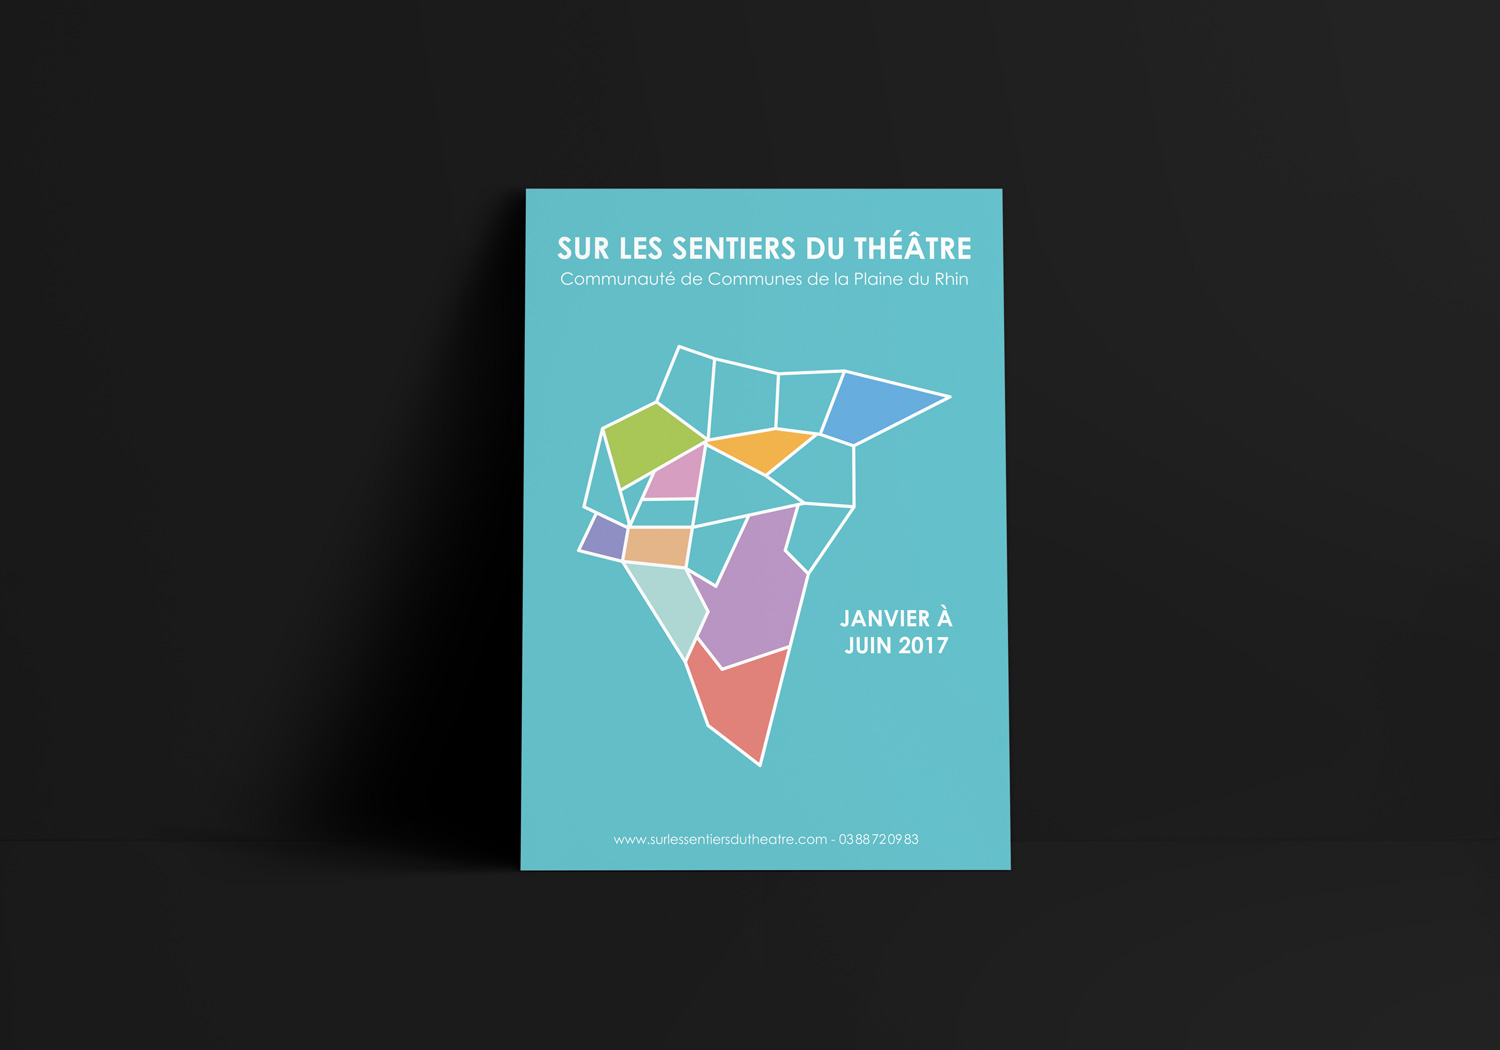 SUR LES SENTIERS DU THÉÂTRE
Communauté de Communes de la Plaine du Rhin
JANVIER À
JUIN 2017
www.surlessentiersdutheatre.com - 0388720983